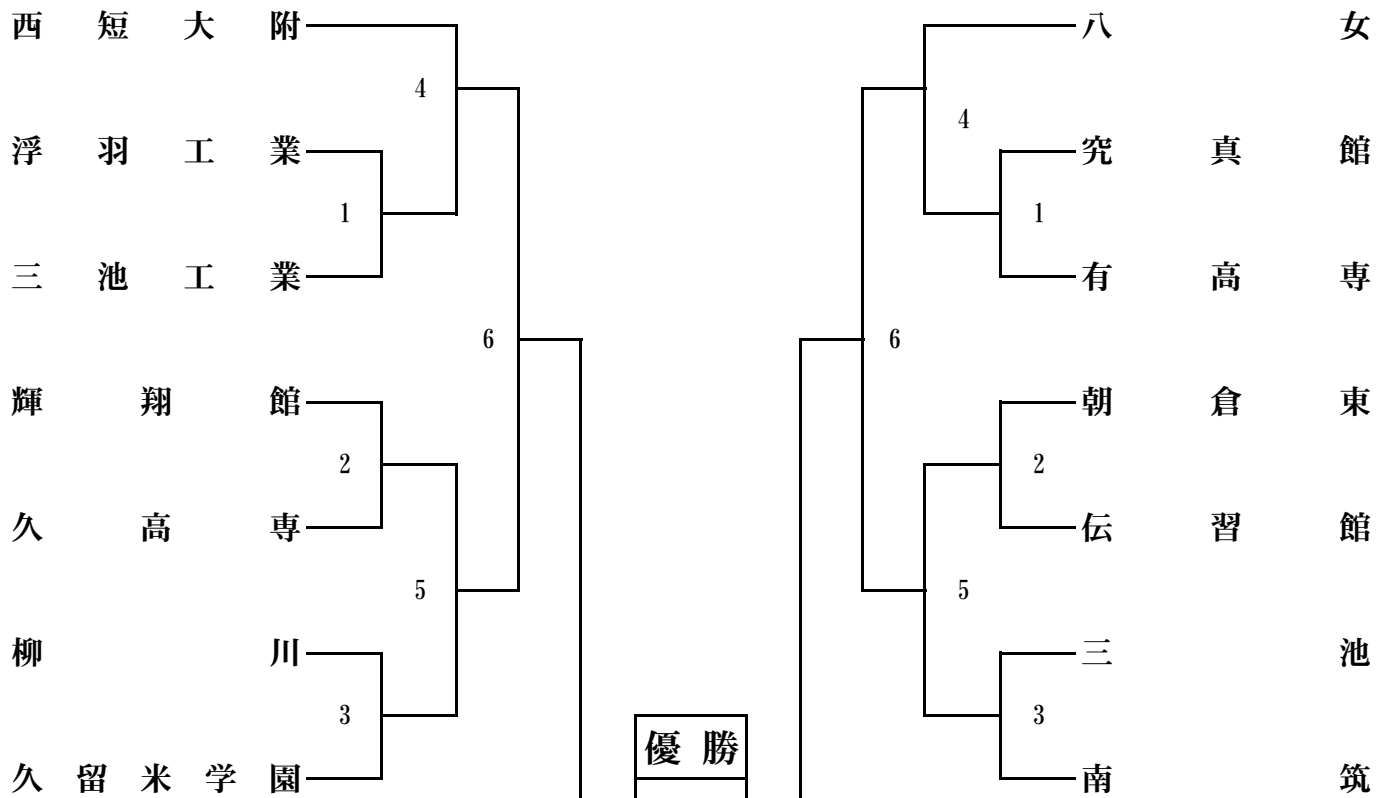 西短大附
4
浮羽工業
1
三池工業
6
輝翔館
2
久高専
5
柳川
3
久留米学園
八女
4
究真館
1
有高専
6
朝倉東
2
伝習館
5
三池
3
南筑
優勝